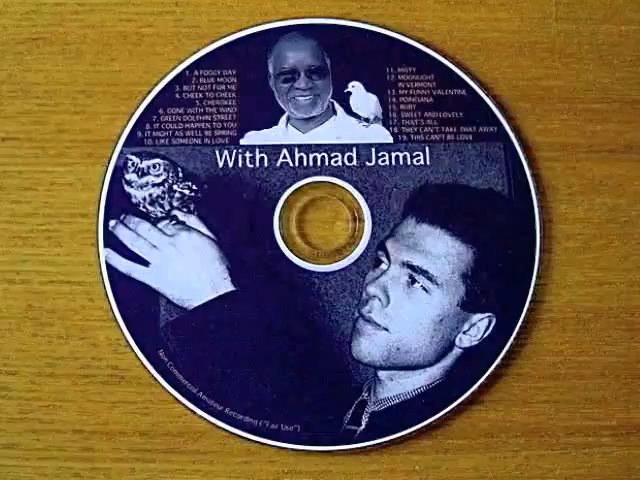 1. A FOGGY DAY
2. BLUE MOON
3. BUT NOT FOR ME
4. CHEEK TO CHEEK
5. CHEROKEE
6. GONE WITH THE WIND
7. GREEN DOLPHIN STREET
8. IT COULD HAPPEN TO YOU
9. IT MIGHT AS WELL BE SPRING
10. LIKE SOMEONE IN LOVE
11. MISTY
12. MOONLIGHT
IN VERMONT
13. MY FUNNY VALENTINE
14. POINCIANA
15. RUBY
16. SWEET AND LOVELY
17. THAT'S ALL
18. THEY CAN'T TAKE THAT AWAY
19. THIS CAN'T BE LOVE
With Ahmad Jamal
Non Commercial Amateur Recording ("Fair Use")